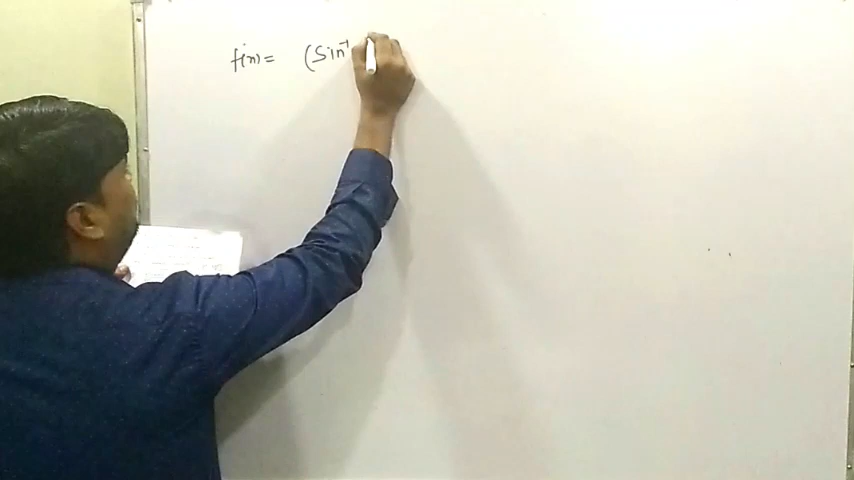 f(x) = (Sin⁻¹